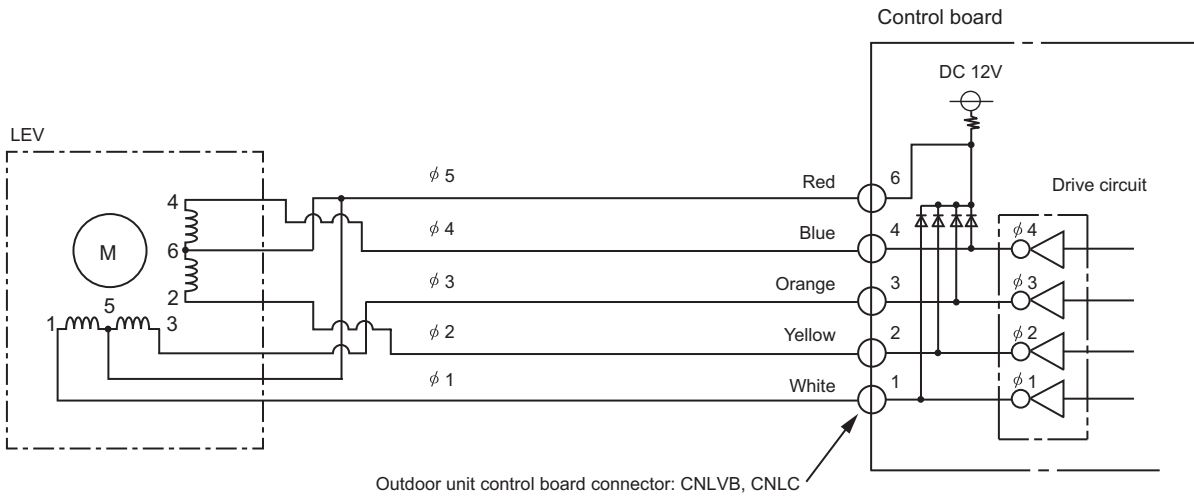 Control board
DC 12V
LEV
φ 5
Red
6
Drive circuit
4
φ 4
Blue
4
φ 4
M
6
φ 3
Orange
3
φ 3
2
5
1
3
φ 2
Yellow
2
φ 2
φ 1
White
1
φ 1
Outdoor unit control board connector: CNLVB, CNLC